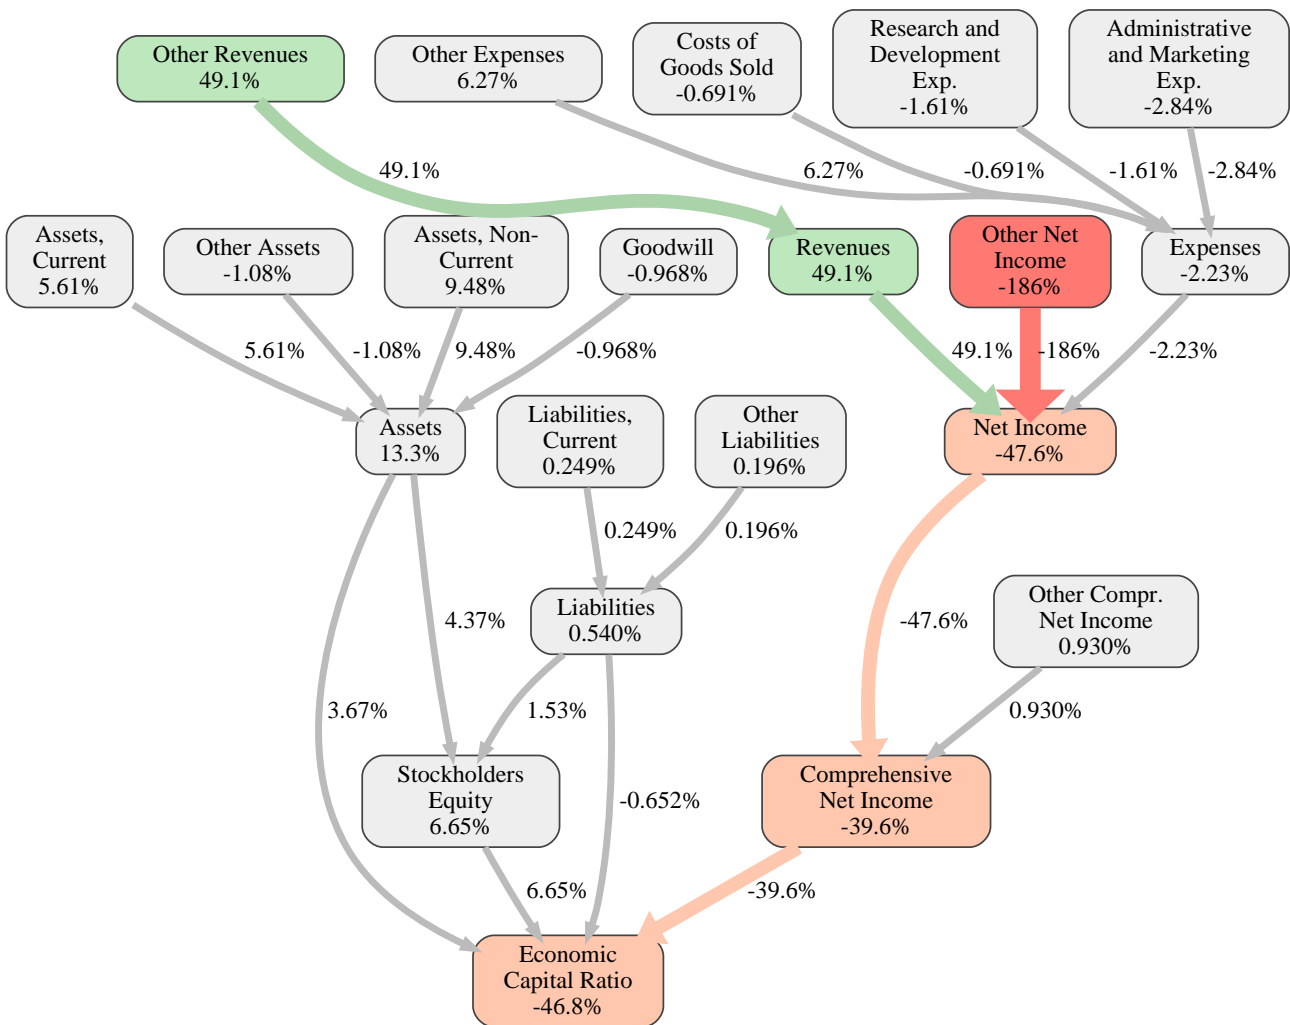 Other Revenues
49.1%
Other Expenses
6.27%
Costs of
Goods Sold
-0.691%
Research and
Development
Exp.
-1.61%
Administrative
and Marketing
Exp.
-2.84%
49.1%
6.27%
-0.691%
-1.61%
-2.84%
Assets,
Current
5.61%
Other Assets
-1.08%
Assets, Non-
Current
9.48%
Goodwill
-0.968%
Revenues
49.1%
Other Net
Income
-186%
Expenses
-2.23%
5.61%
-1.08%
9.48%
-0.968%
49.1%
-186%
-2.23%
Assets
13.3%
Liabilities,
Current
0.249%
Other
Liabilities
0.196%
Net Income
-47.6%
0.249%
0.196%
Liabilities
0.540%
4.37%
-47.6%
Other Compr.
Net Income
0.930%
3.67%
1.53%
0.930%
Stockholders
Equity
6.65%
-0.652%
Comprehensive
Net Income
-39.6%
6.65%
-39.6%
Economic
Capital Ratio
-46.8%